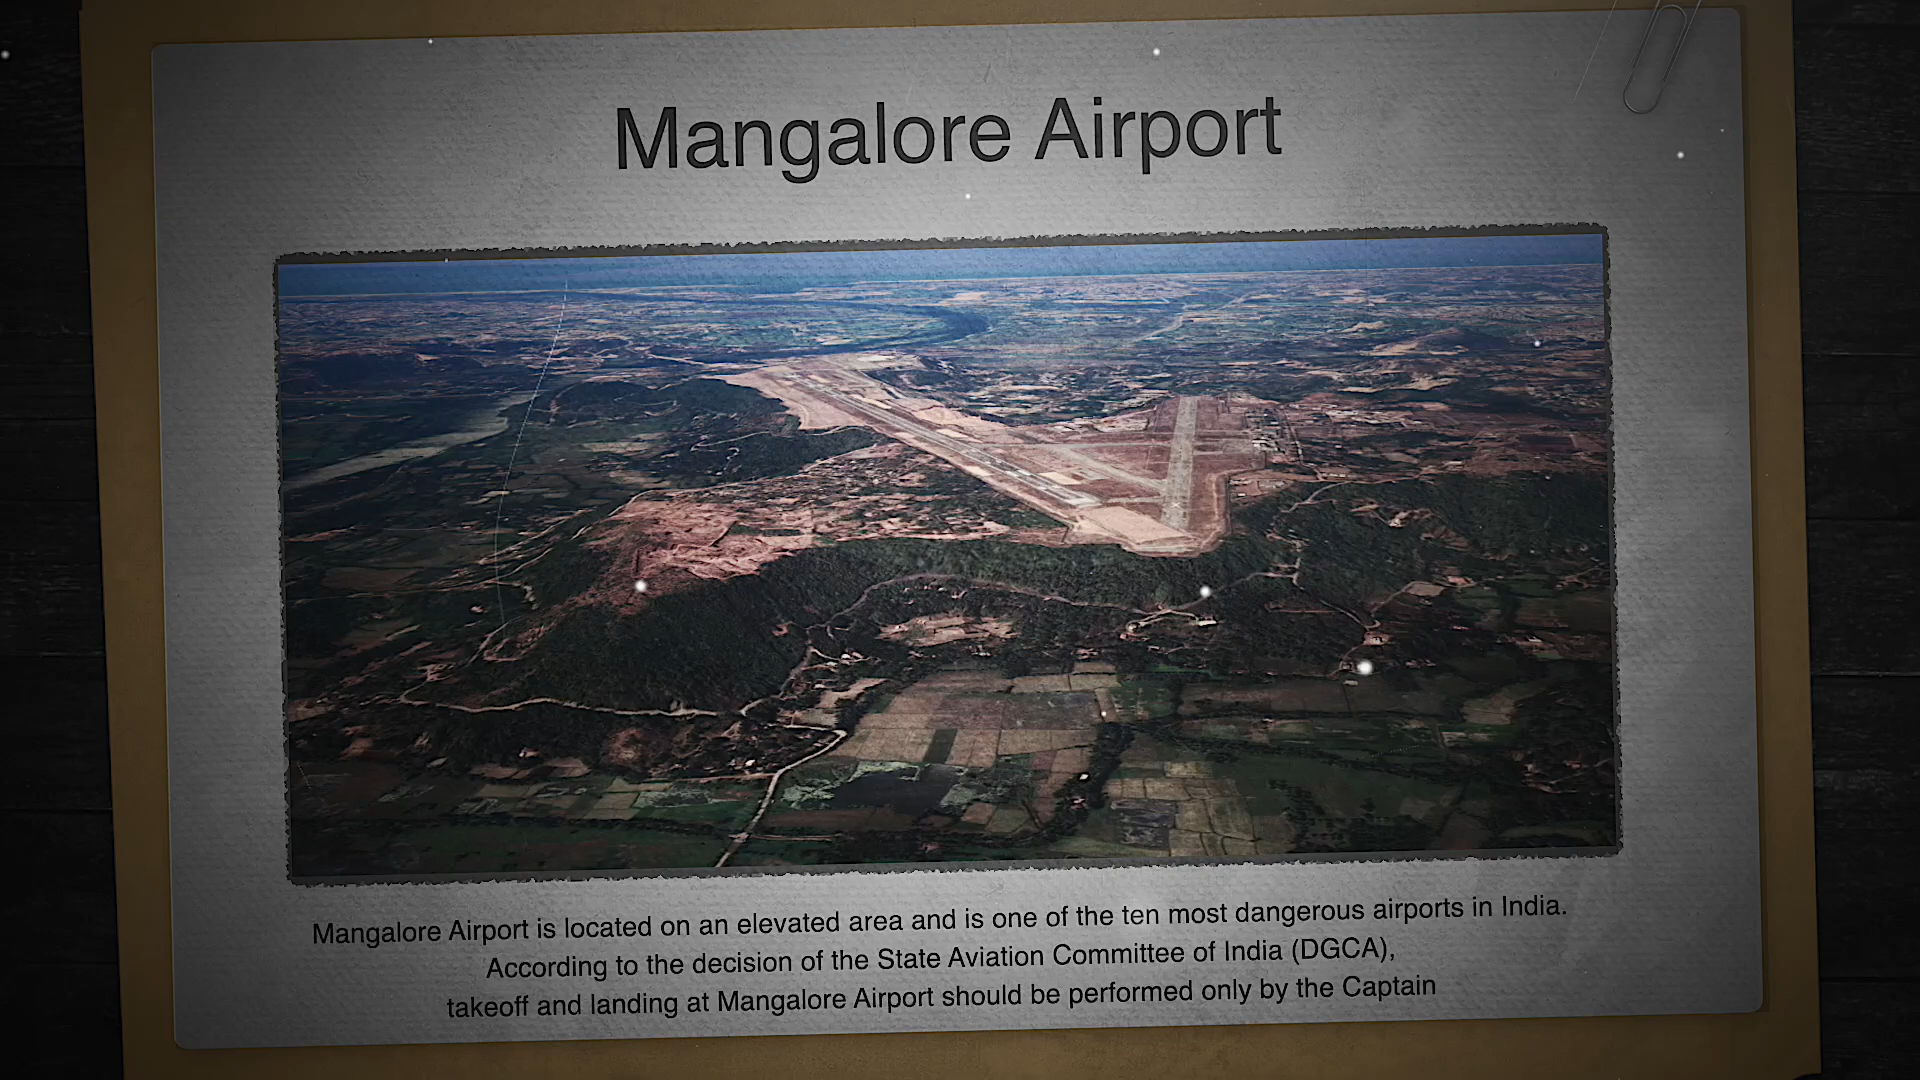 Mangalore Airport
Mangalore Airport is located on an elevated area and is one of the ten most dangerous airports in India.
According to the decision of the State Aviation Committee of India (DGCA),
takeoff and landing at Mangalore Airport should be performed only by the Captain